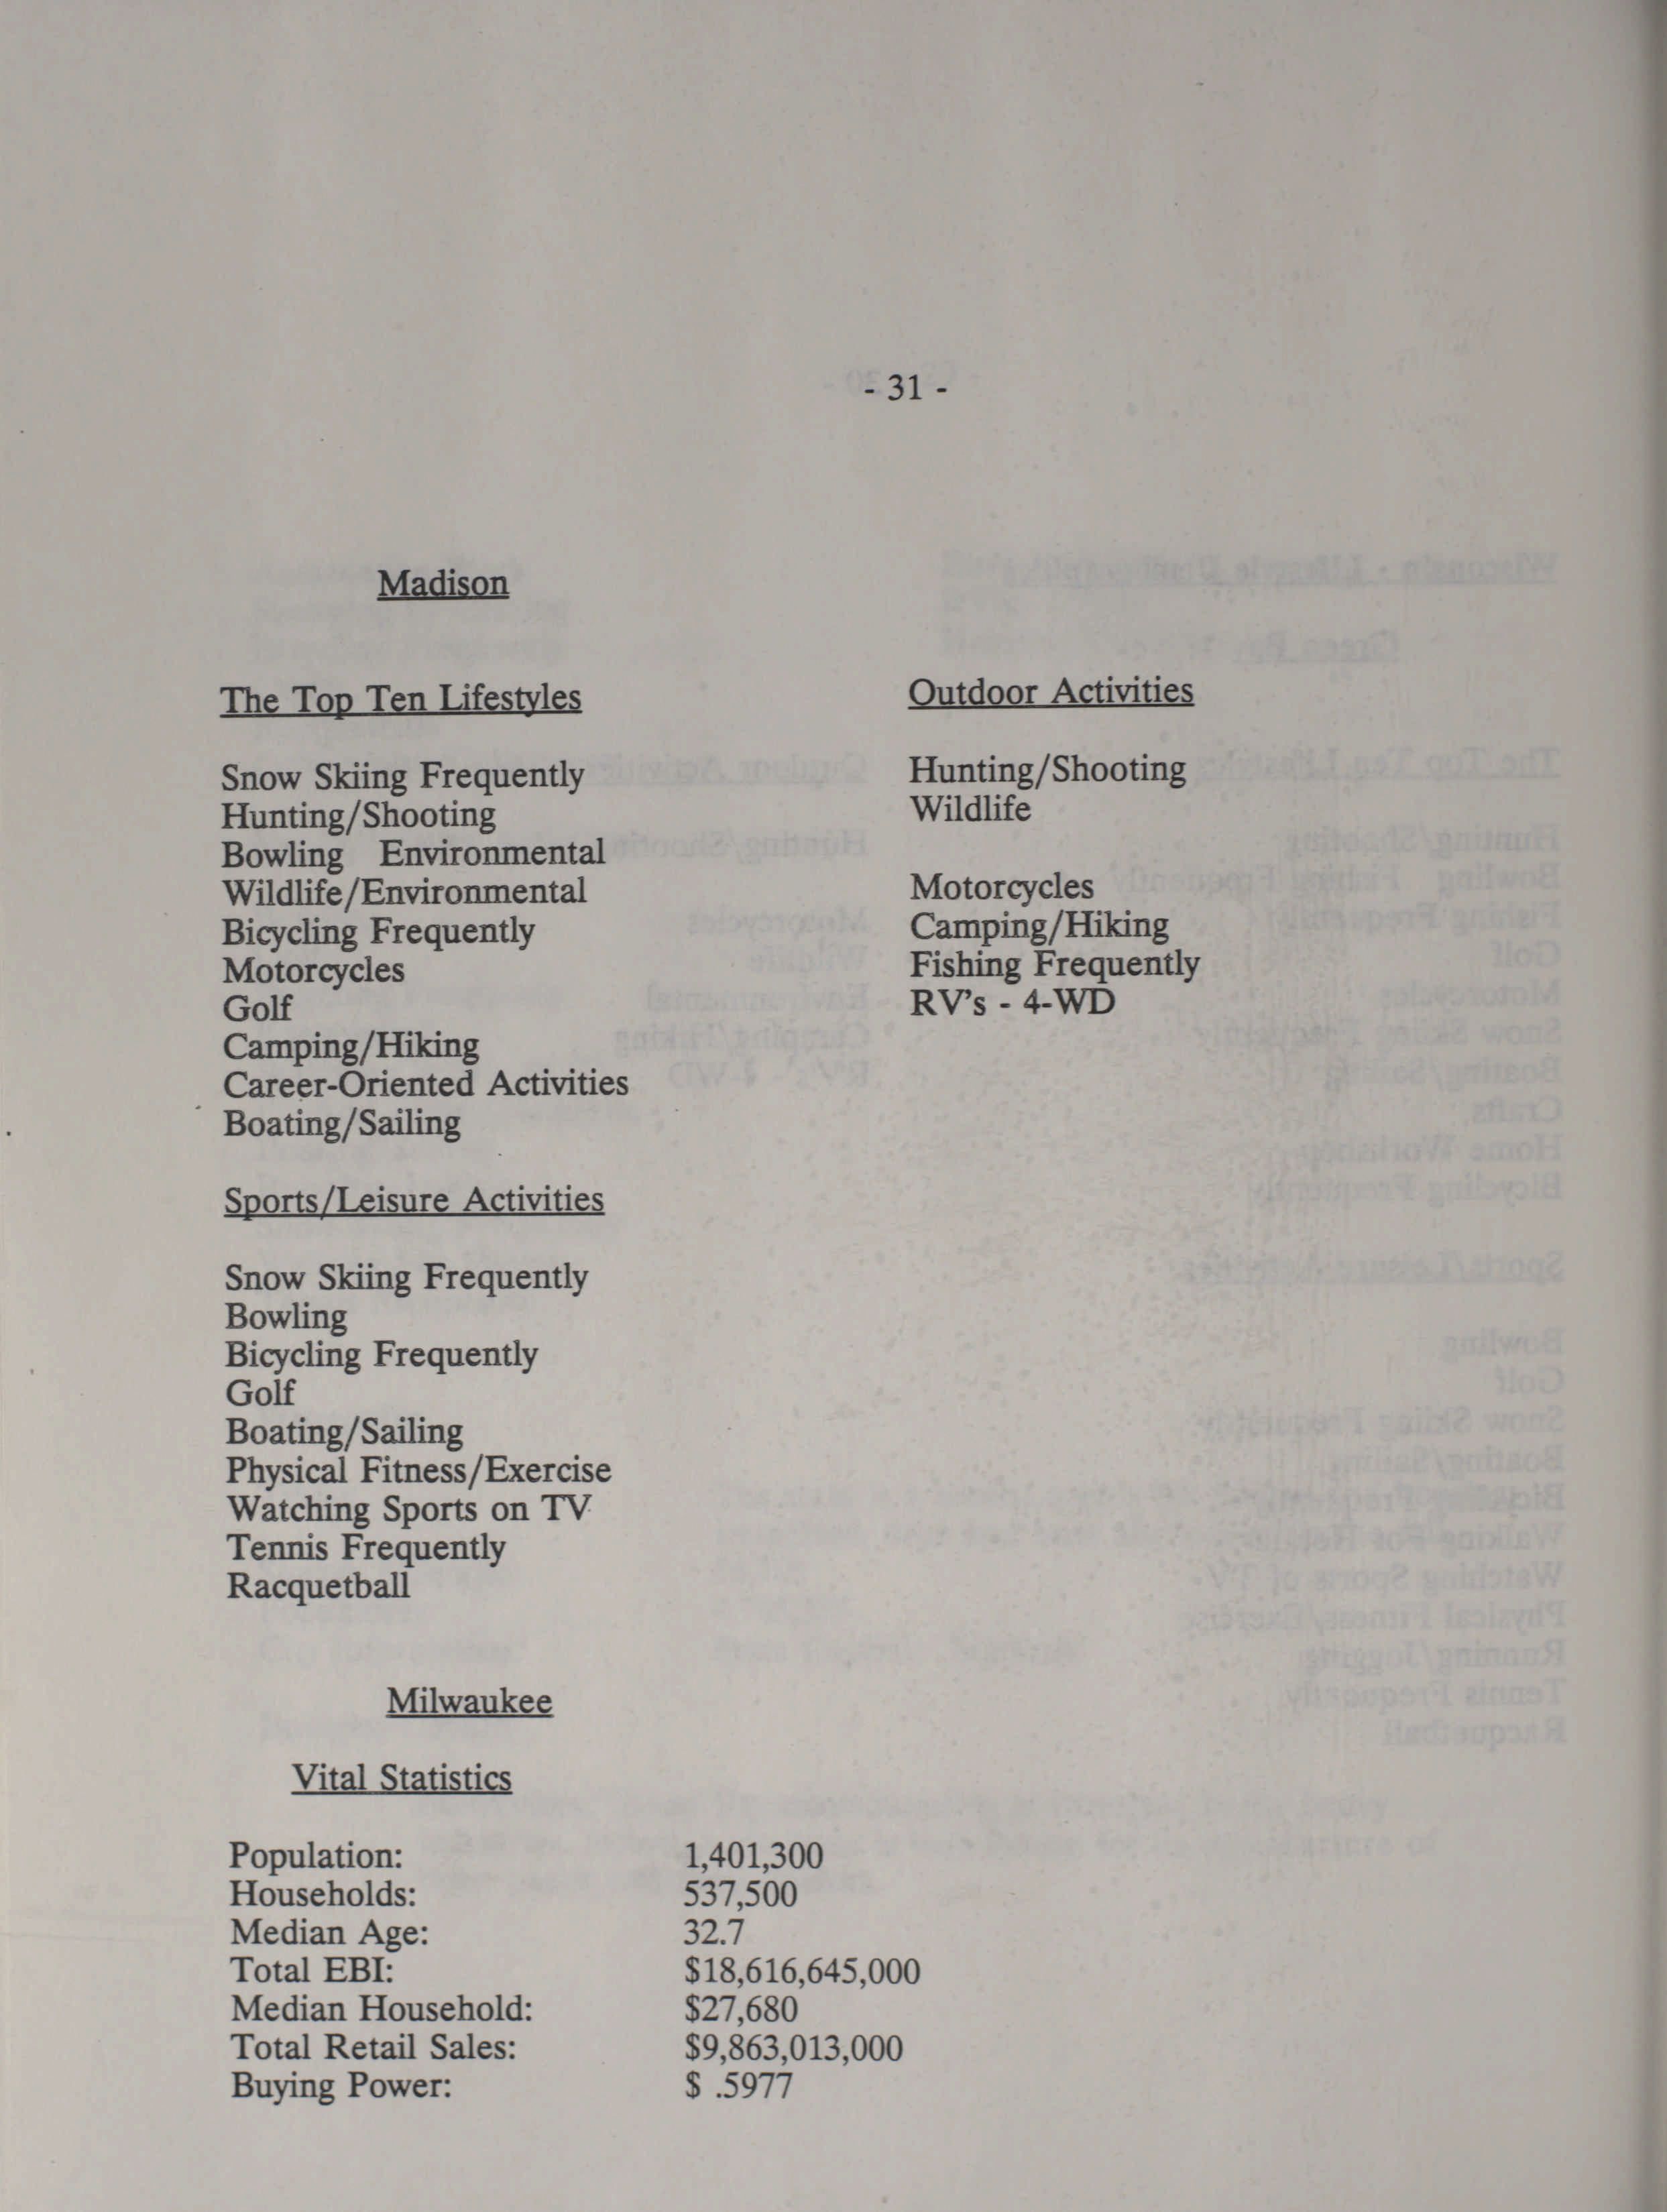 - 31 -
Madison
The Top Ten Lifestyles
Snow Skiing Frequently
Hunting/Shooting
Bowling Environmental
Wildlife/Environmental
Bicycling Frequently
Motorcycles
Golf
Camping/Hiking
Career-Oriented Activities
Boating/Sailing
Outdoor Activities
Hunting/Shooting
Wildlife
Motorcycles
Camping/Hiking
Fishing Frequently
RV's - 4-WD
Sports/Leisure Activities
Snow Skiing Frequently
Bowling
Bicycling Frequently
Golf
Boating/Sailing
Physical Fitness/Exercise
Watching Sports on TV
Tennis Frequently
Racquetball
Milwaukee
Vital Statistics
Population: 1,401,300
Households: 537,500
Median Age: 32.7
Total EBI: $18,616,645,000
Median Household: $27,680
Total Retail Sales: $9,863,013,000
Buying Power: $ .5977